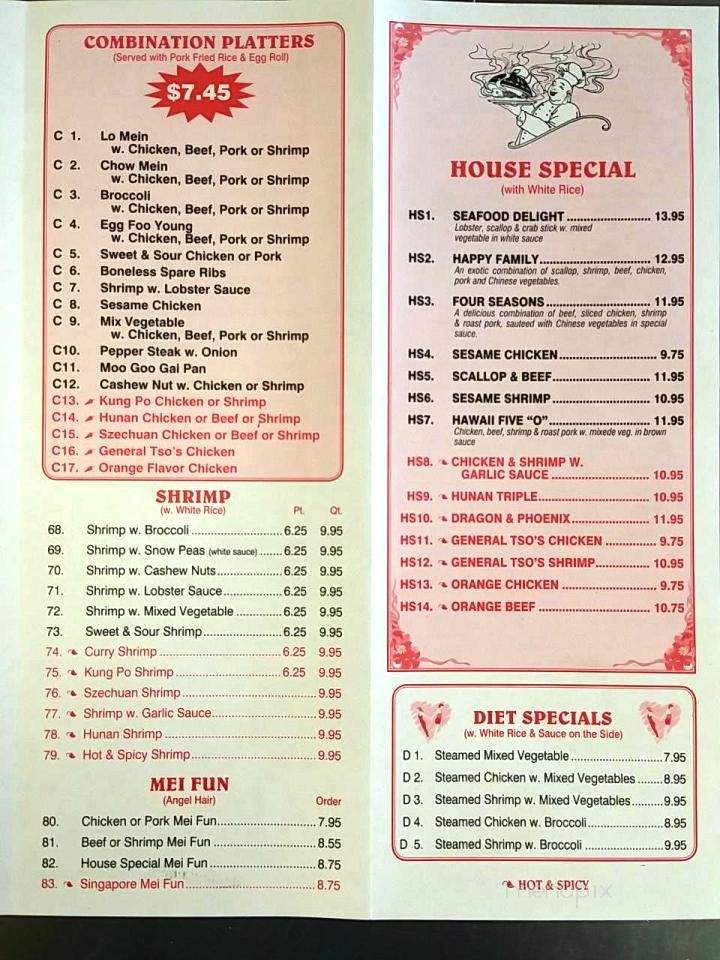 COMBINATION PLATTERS
(Served with Pork Fried Rice & Egg Roll)
$7.45
C 1. Lo Mein
w. Chicken, Beef, Pork or Shrimp
C 2. Chow Mein
w. Chicken, Beef, Pork or Shrimp
C 3. Broccoli
w. Chicken, Beef, Pork or Shrimp
C 4. Egg Foo Young
w. Chicken, Beef, Pork or Shrimp
C 5. Sweet & Sour Chicken or Pork
C 6. Boneless Spare Ribs
C 7. Shrimp w. Lobster Sauce
C 8. Sesame Chicken
C 9. Mix Vegetable
w. Chicken, Beef, Pork or Shrimp
C10. Pepper Steak w. Onion
C11. Moo Goo Gai Pan
C12. Cashew Nut w. Chicken or Shrimp
C13. Kung Po Chicken or Shrimp
C14. Hunan Chicken or Beef or Shrimp
C15. Szechuan Chicken or Beef or Shrimp
C16. General Tso's Chicken
C17. Orange Flavor Chicken
SHRIMP
(w. White Rice) Pt. Qt.
68. Shrimp w. Broccoli 6.25 9.95
69. Shrimp w. Snow Peas (white sauce) 6.25 9.95
70. Shrimp w. Cashew Nuts 6.25 9.95
71. Shrimp w. Lobster Sauce 6.25 9.95
72. Shrimp w. Mixed Vegetable 6.25 9.95
73. Sweet & Sour Shrimp 6.25 9.95
74. Curry Shrimp 6.25 9.95
75. Kung Po Shrimp 6.25 9.95
76. Szechuan Shrimp 9.95
77. Shrimp w. Garlic Sauce 9.95
78. Hunan Shrimp 9.95
79. Hot & Spicy Shrimp 9.95
MEI FUN
(Angel Hair) Order
80. Chicken or Pork Mei Fun 7.95
81. Beef or Shrimp Mei Fun 8.55
82. House Special Mei Fun 8.75
83. Singapore Mei Fun 8.75
HOUSE SPECIAL
(with White Rice)
HS1. SEAFOOD DELIGHT 13.95
Lobster, scallop & crab stick w. mixed
vegetable in white sauce
HS2. HAPPY FAMILY 12.95
An exotic combination of scallop, shrimp, beef, chicken,
pork and Chinese vegetables.
HS3. FOUR SEASONS 11.95
A delicious combination of beef, sliced chicken, shrimp
& roast pork, sauteed with Chinese vegetables in special
sauce.
HS4. SESAME CHICKEN 9.75
HS5. SCALLOP & BEEF 11.95
HS6. SESAME SHRIMP 10.95
HS7. HAWAII FIVE "O" 11.95
Chicken, beef, shrimp & roast pork w. mixede veg. in brown
sauce
HS8. CHICKEN & SHRIMP W.
GARLIC SAUCE 10.95
HS9. HUNAN TRIPLE 10.95
HS10. DRAGON & PHOENIX 11.95
HS11. GENERAL TSO'S CHICKEN 9.75
HS12. GENERAL TSO'S SHRIMP 10.95
HS13. ORANGE CHICKEN 9.75
HS14. ORANGE BEEF 10.75
DIET SPECIALS
(w. White Rice & Sauce on the Side)
D 1. Steamed Mixed Vegetable 7.95
D 2. Steamed Chicken w. Mixed Vegetables 8.95
D 3. Steamed Shrimp w. Mixed Vegetables 9.95
D 4. Steamed Chicken w. Broccoli 8.95
D 5. Steamed Shrimp w. Broccoli 9.95
HOT & SPICY
menupix